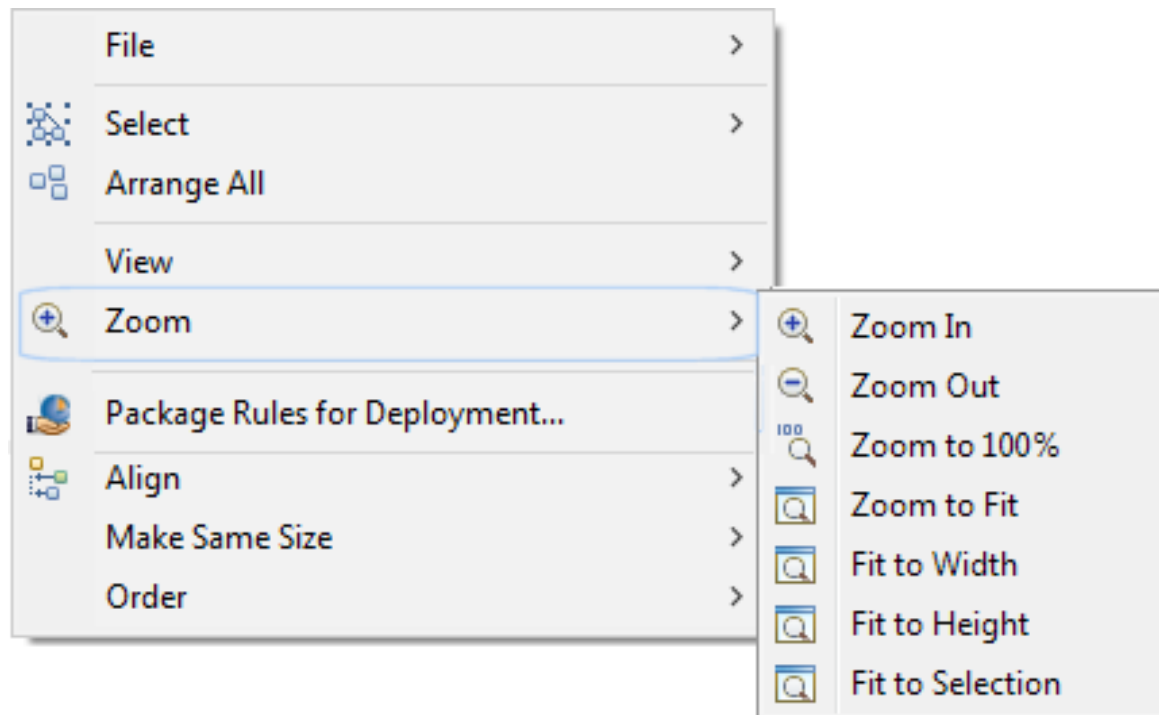 File
Select
Arrange All
View
Zoom
Package Rules for Deployment...
Align
Make Same Size
Order
Zoom In
Zoom Out
100
Zoom to 100%
Zoom to Fit
Fit to Width
Fit to Height
Fit to Selection